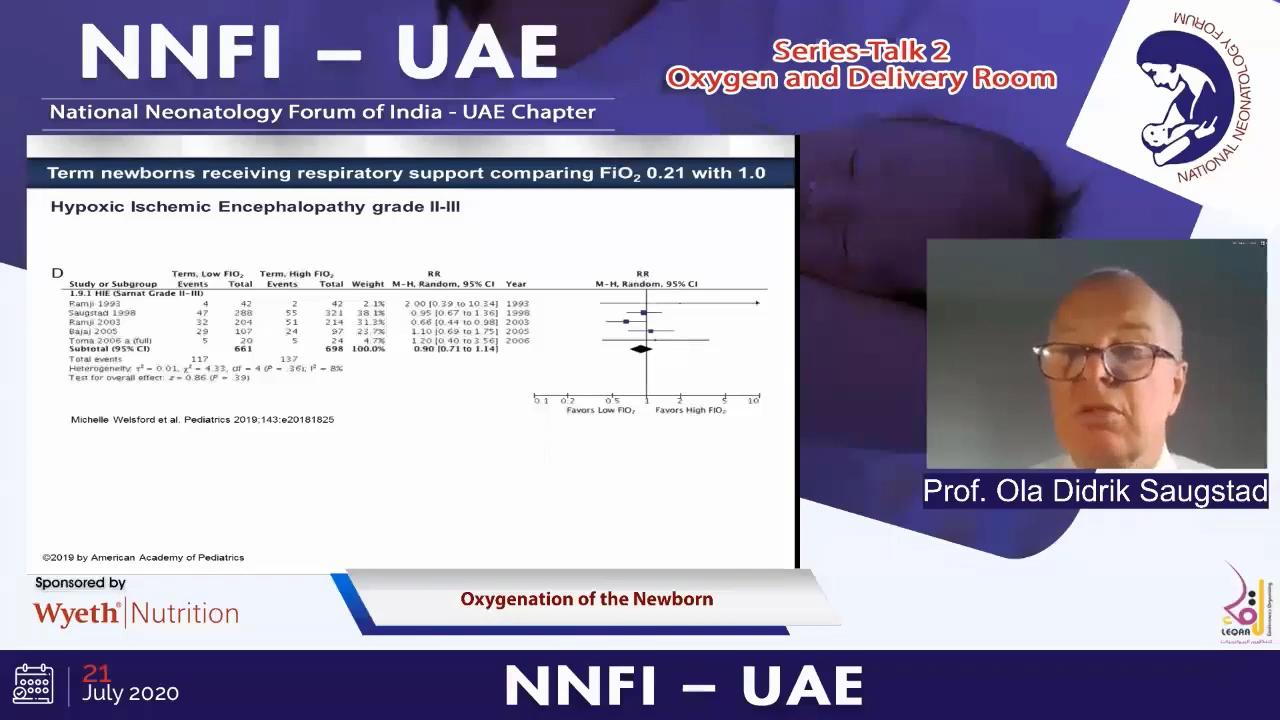 NNFI – UAE
National Neonatology Forum of India - UAE Chapter
Series-Talk 2
Oxygen and Delivery Room
NATIONAL NEONATOLOGY FORUM
Term newborns receiving respiratory support comparing FiO2 0.21 with 1.0
Hypoxic Ischemic Encephalopathy grade II-III
D
Term, Low FiO2 Term, High FiO2 RR RR
Study or Subgroup Events Total Events Total Weight M-H, Random, 95% CI Year M-H, Random, 95% CI
1.9.1 HIE (Sarnat Grade II–III)
Ramji 1993 4 42 2 42 2.1% 2.00 [0.39 to 10.34] 1993
Saugstad 1998 47 288 55 321 38.1% 0.95 [0.67 to 1.36] 1998
Ramji 2003 32 204 51 214 31.3% 0.66 [0.44 to 0.98] 2003
Bajaj 2005 29 107 24 97 23.7% 1.10 [0.69 to 1.75] 2005
Toma 2006 a (full) 5 20 5 24 4.7% 1.20 [0.40 to 3.56] 2006
Subtotal (95% CI) 661 698 100.0% 0.90 [0.71 to 1.14]
Total events 117 137
Heterogeneity: τ² = 0.01, χ² = 4.33, df = 4 (P = .36); I² = 8%
Test for overall effect: z = 0.86 (P = .39)
0.1 0.2 0.5 1 2 5 10
Favors Low FIO2 Favors High FIO2
Michelle Welsford et al. Pediatrics 2019;143:e20181825
©2019 by American Academy of Pediatrics
Prof. Ola Didrik Saugstad
Sponsored by
Wyeth® Nutrition
Oxygenation of the Newborn
LEQAA
21
July 2020
NNFI – UAE